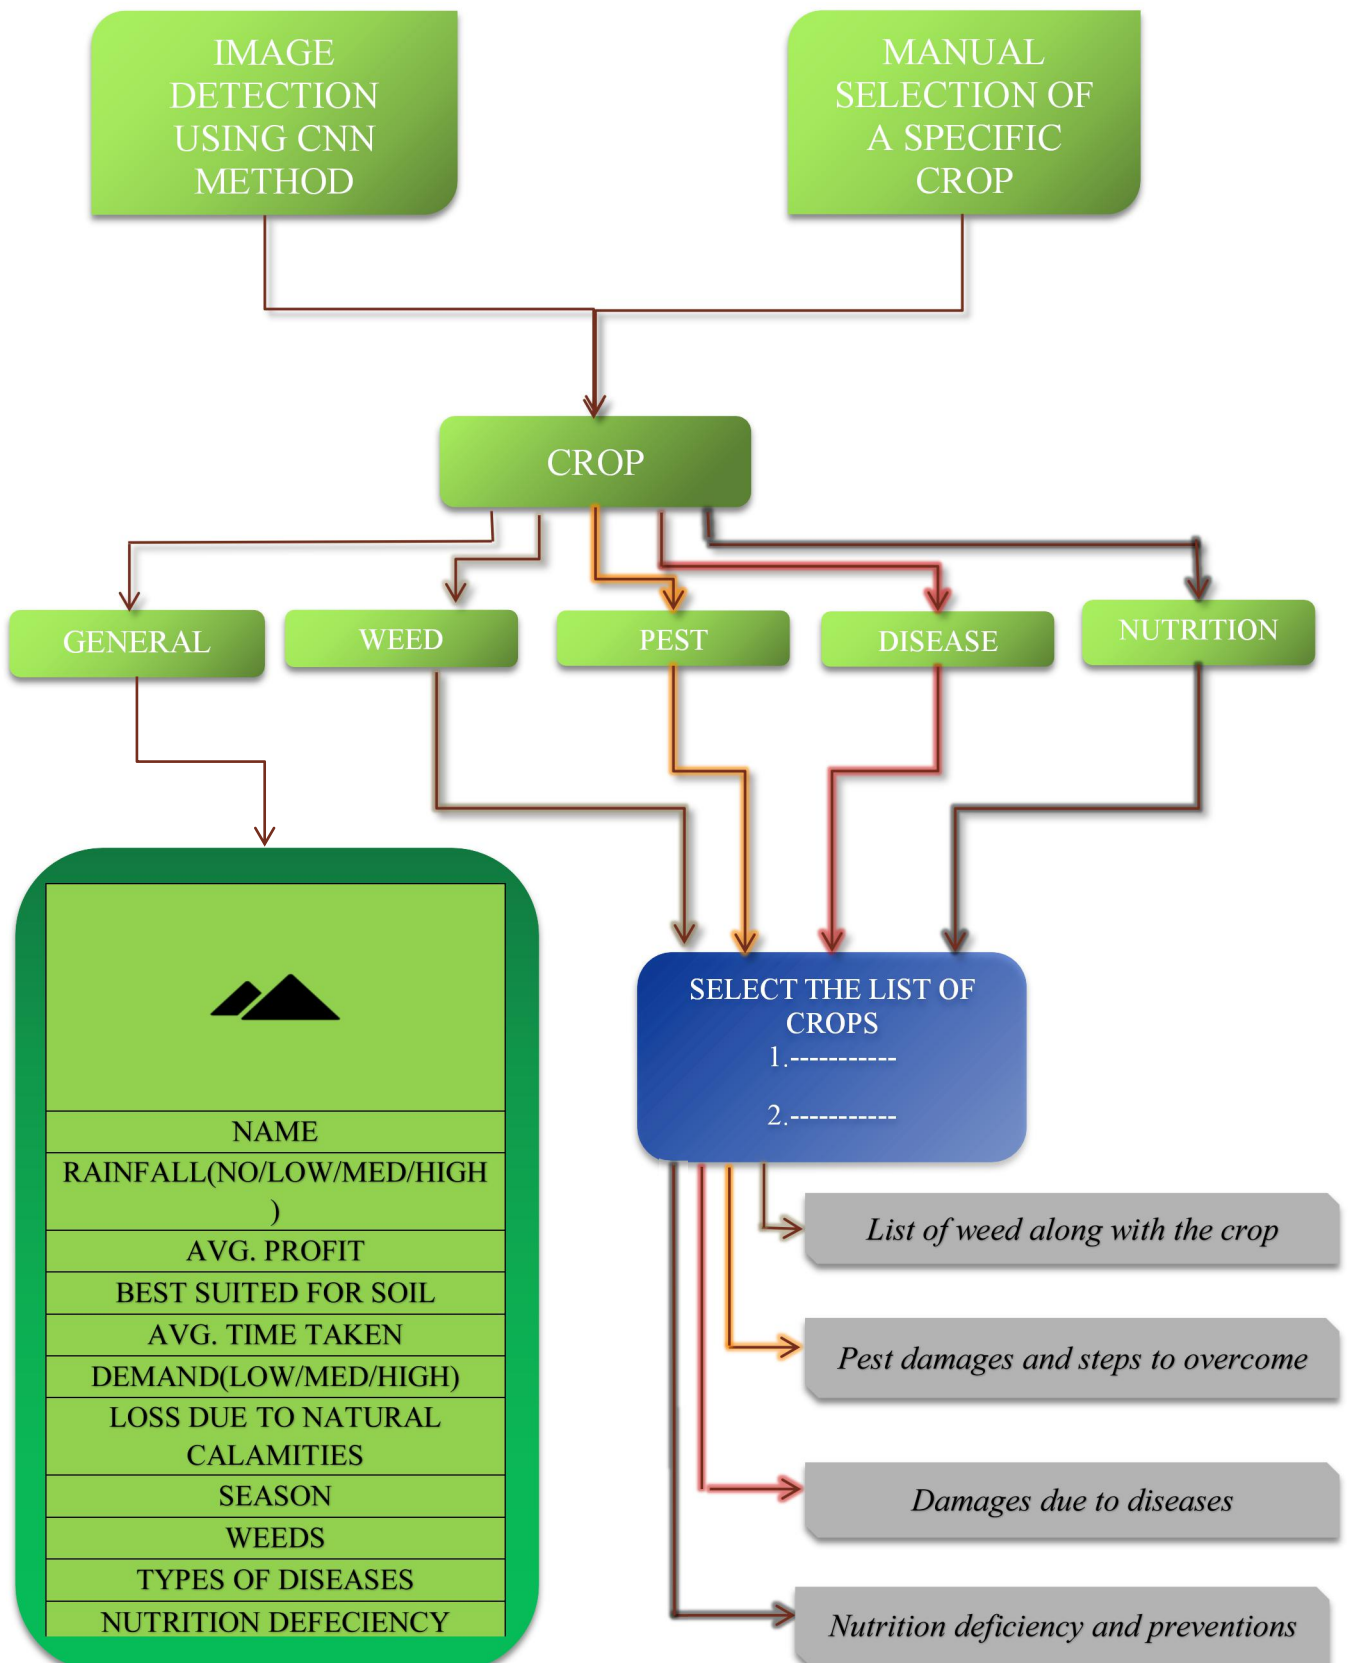 IMAGE
DETECTION
USING CNN
METHOD
MANUAL
SELECTION OF
A SPECIFIC
CROP
CROP
GENERAL
WEED
PEST
DISEASE
NUTRITION
NAME
RAINFALL(NO/LOW/MED/HIGH
)
AVG. PROFIT
BEST SUITED FOR SOIL
AVG. TIME TAKEN
DEMAND(LOW/MED/HIGH)
LOSS DUE TO NATURAL
CALAMITIES
SEASON
WEEDS
TYPES OF DISEASES
NUTRITION DEFECIENCY
SELECT THE LIST OF
CROPS
1.-----------
2.-----------
List of weed along with the crop
Pest damages and steps to overcome
Damages due to diseases
Nutrition deficiency and preventions